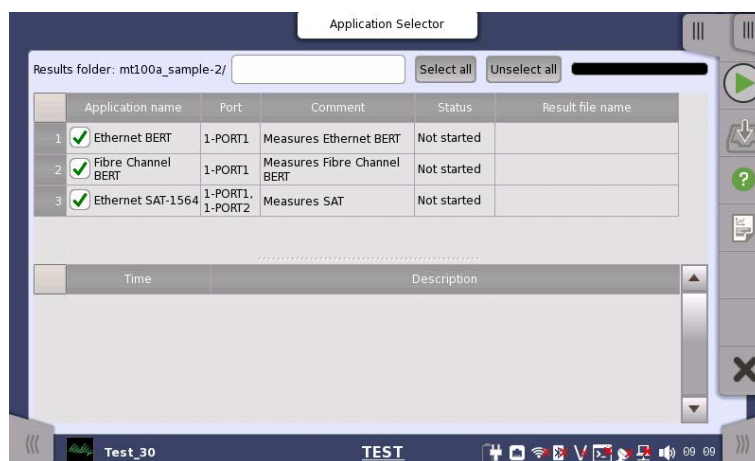 Application Selector
Results folder: mt100a_sample-2/
Select all
Unselect all
Application name Port Comment Status Result file name
1 Ethernet BERT 1-PORT1 Measures Ethernet BERT Not started
2 Fibre Channel BERT 1-PORT1 Measures Fibre Channel BERT Not started
3 Ethernet SAT-1564 1-PORT1, 1-PORT2 Measures SAT Not started
Time Description
Test_30 TEST 09 09